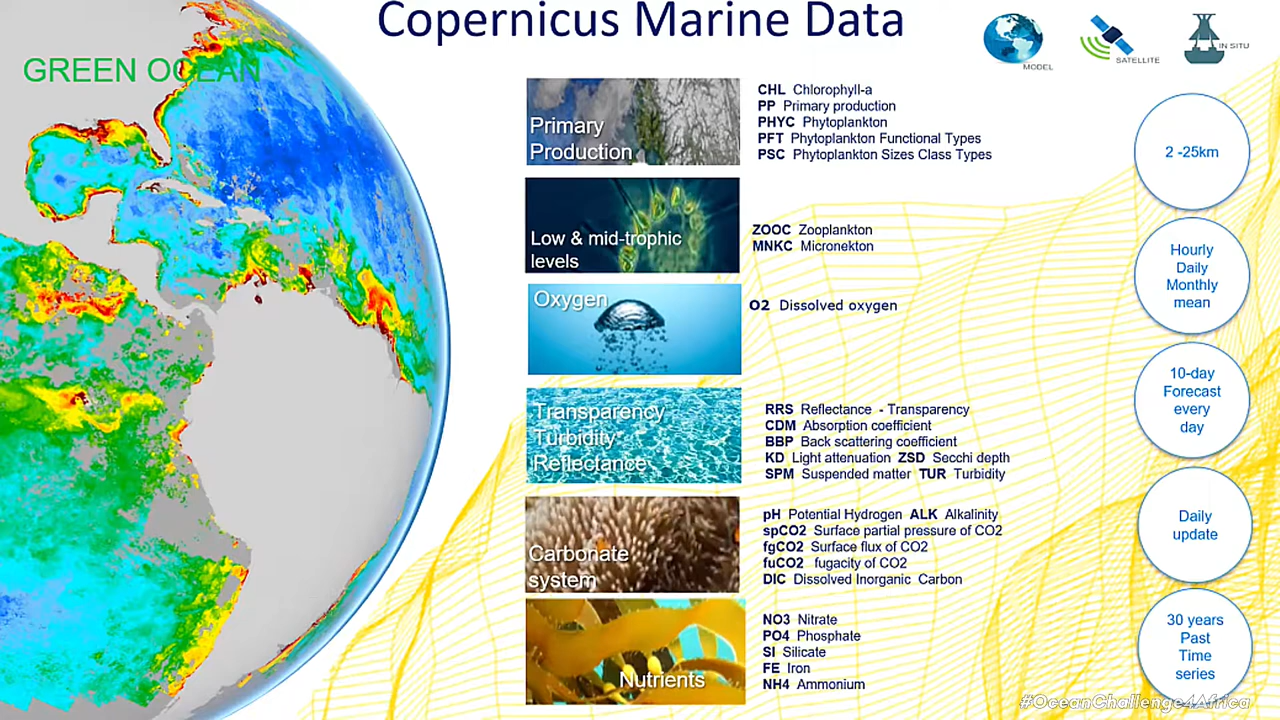 Copernicus Marine Data
GREEN OCEAN
MODEL
SATELLITE
IN SITU
Primary
Production
CHL Chlorophyll-a
PP Primary production
PHYC Phytoplankton
PFT Phytoplankton Functional Types
PSC Phytoplankton Sizes Class Types
Low & mid-trophic
levels
ZOOC Zooplankton
MNKC Micronekton
Oxygen
O2 Dissolved oxygen
Transparency
Turbidity
Reflectance
RRS Reflectance - Transparency
CDM Absorption coefficient
BBP Back scattering coefficient
KD Light attenuation ZSD Secchi depth
SPM Suspended matter TUR Turbidity
Carbonate
system
pH Potential Hydrogen ALK Alkalinity
spCO2 Surface partial pressure of CO2
fgCO2 Surface flux of CO2
fuCO2 fugacity of CO2
DIC Dissolved Inorganic Carbon
Nutrients
NO3 Nitrate
PO4 Phosphate
SI Silicate
FE Iron
NH4 Ammonium
2 -25km
Hourly
Daily
Monthly
mean
10-day
Forecast
every
day
Daily
update
30 years
Past
Time
series
#OceanChallenge4Africa